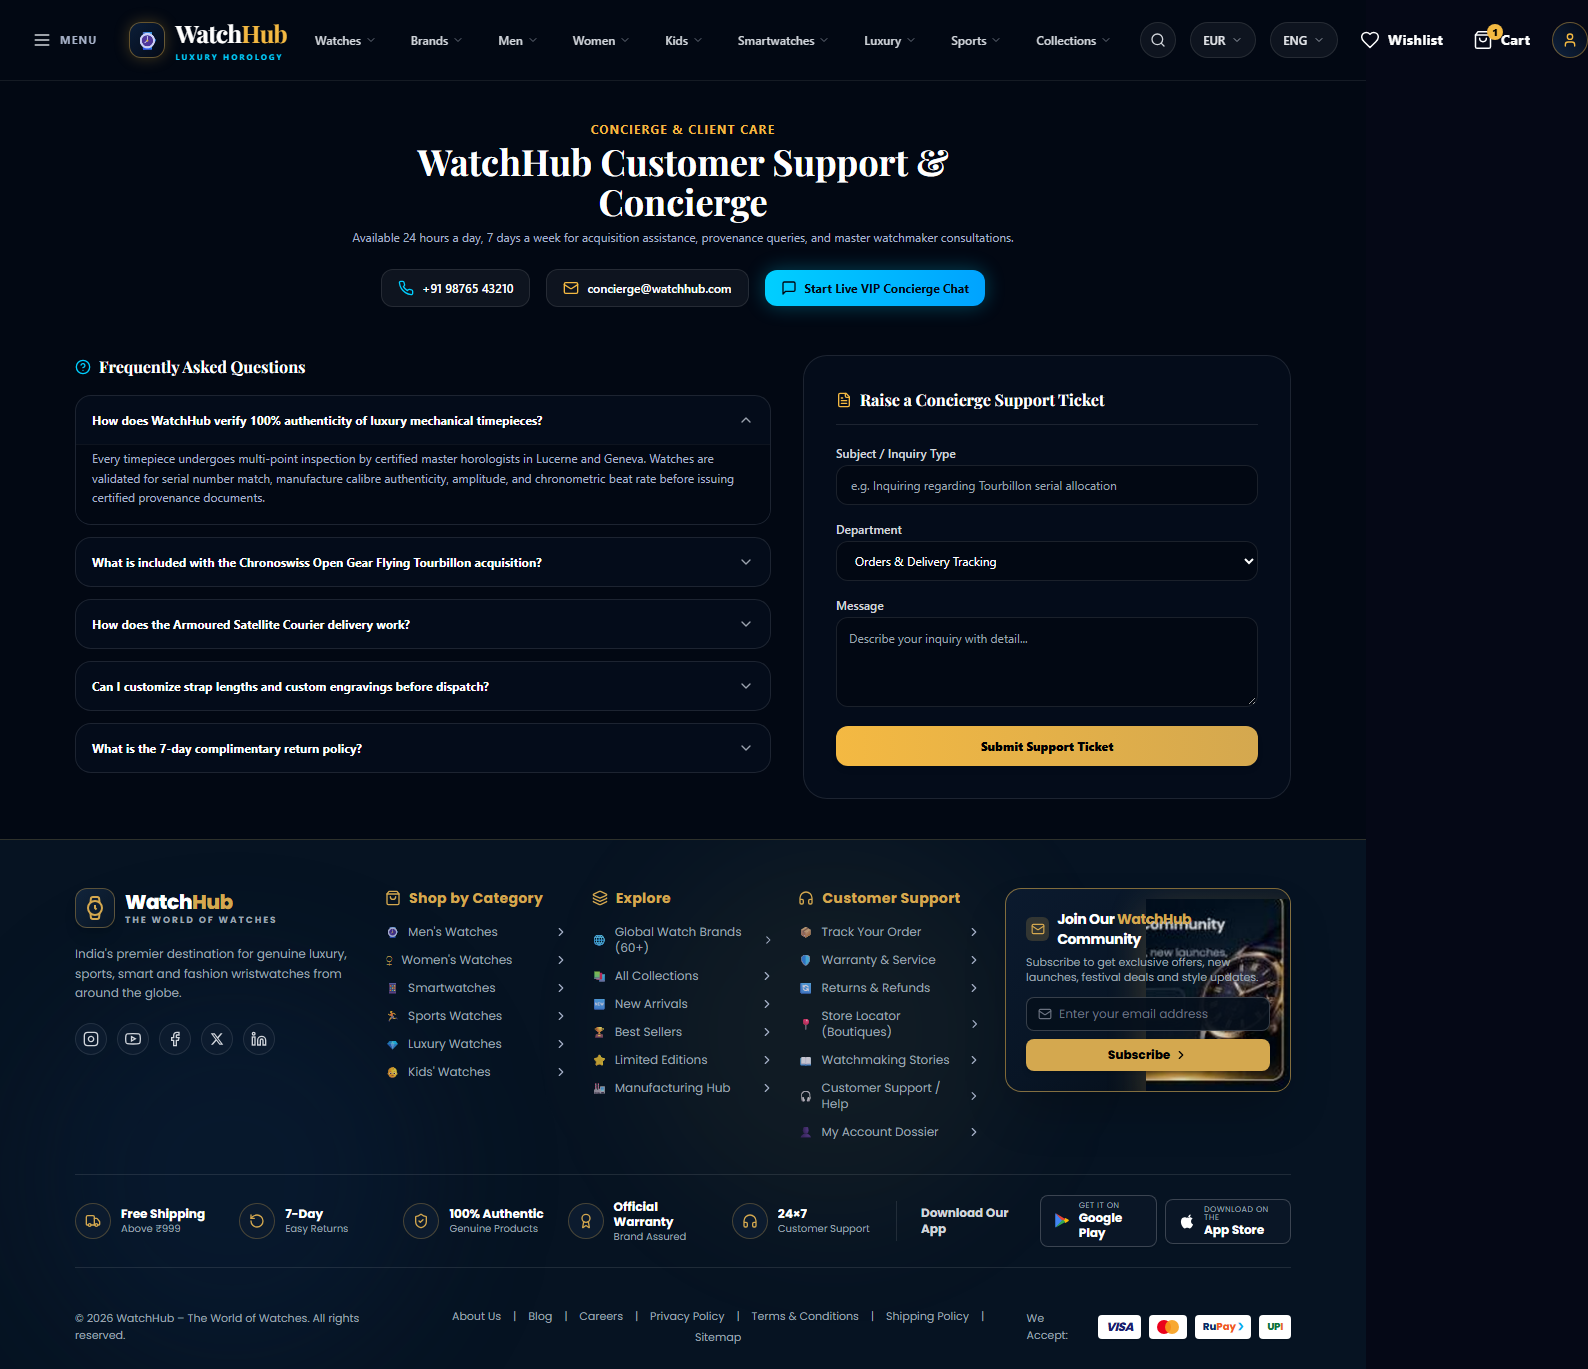 MENU
WatchHub
LUXURY HOROLOGY
Watches
Brands
Men
Women
Kids
Smartwatches
Luxury
Sports
Collections
EUR
ENG
Wishlist
1
Cart
CONCIERGE & CLIENT CARE
WatchHub Customer Support &
Concierge
Available 24 hours a day, 7 days a week for acquisition assistance, provenance queries, and master watchmaker consultations.
+91 98765 43210
concierge@watchhub.com
Start Live VIP Concierge Chat
Frequently Asked Questions
How does WatchHub verify 100% authenticity of luxury mechanical timepieces?
Every timepiece undergoes multi-point inspection by certified master horologists in Lucerne and Geneva. Watches are
validated for serial number match, manufacture calibre authenticity, amplitude, and chronometric beat rate before issuing
certified provenance documents.
What is included with the Chronoswiss Open Gear Flying Tourbillon acquisition?
How does the Armoured Satellite Courier delivery work?
Can I customize strap lengths and custom engravings before dispatch?
What is the 7-day complimentary return policy?
Raise a Concierge Support Ticket
Subject / Inquiry Type
e.g. Inquiring regarding Tourbillon serial allocation
Department
Orders & Delivery Tracking
Message
Describe your inquiry with detail...
Submit Support Ticket
WatchHub
THE WORLD OF WATCHES
India's premier destination for genuine luxury,
sports, smart and fashion wristwatches from
around the globe.
Shop by Category
Men's Watches
Women's Watches
Smartwatches
Sports Watches
Luxury Watches
Kids' Watches
Explore
Global Watch Brands
(60+)
All Collections
New Arrivals
Best Sellers
Limited Editions
Manufacturing Hub
Customer Support
Track Your Order
Warranty & Service
Returns & Refunds
Store Locator
(Boutiques)
Watchmaking Stories
Customer Support /
Help
My Account Dossier
Join Our WatchHub
Community
ommunity
new launches,
Subscribe to get exclusive offers, new
launches, festival deals and style updates.
Enter your email address
Subscribe
Free Shipping
Above ₹999
7-Day
Easy Returns
100% Authentic
Genuine Products
Official
Warranty
Brand Assured
24×7
Customer Support
Download Our
App
GET IT ON
Google
Play
DOWNLOAD ON
THE
App Store
© 2026 WatchHub – The World of Watches. All rights
reserved.
About Us | Blog | Careers | Privacy Policy | Terms & Conditions | Shipping Policy |
Sitemap
We
Accept:
VISA
RuPay
UPI